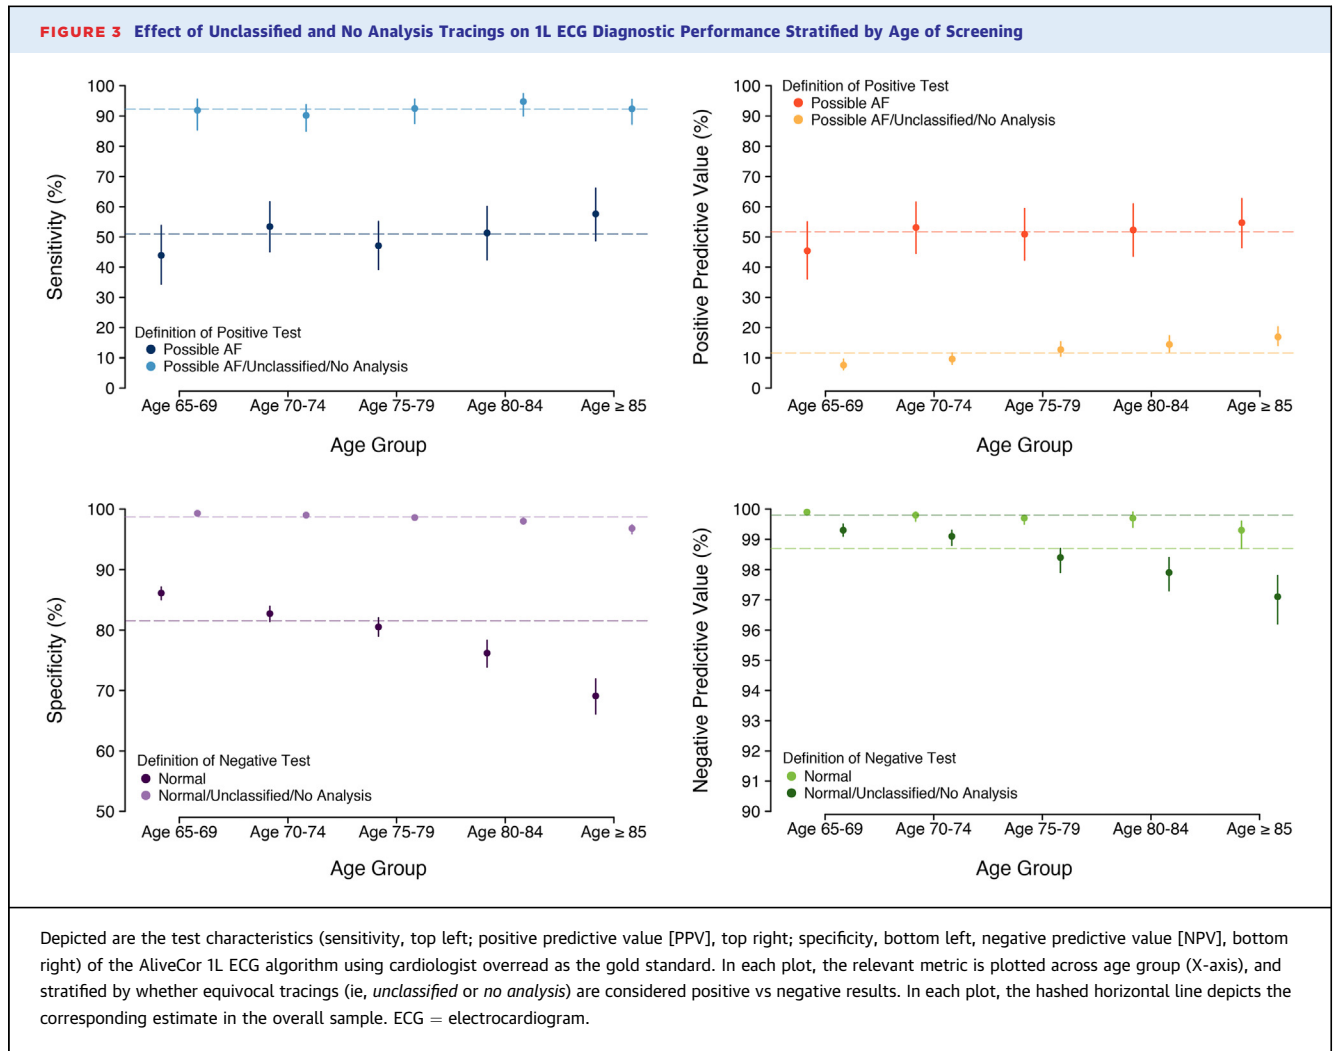 FIGURE 3 Effect of Unclassified and No Analysis Tracings on 1L ECG Diagnostic Performance Stratified by Age of Screening
Sensitivity (%)
100
90
80
70
60
50
40
30
20
10
0
Definition of Positive Test
Possible AF
Possible AF/Unclassified/No Analysis
Age 65-69 Age 70-74 Age 75-79 Age 80-84 Age ≥ 85
Age Group
Positive Predictive Value (%)
100
90
80
70
60
50
40
30
20
10
0
Definition of Positive Test
Possible AF
Possible AF/Unclassified/No Analysis
Age 65-69 Age 70-74 Age 75-79 Age 80-84 Age ≥ 85
Age Group
Specificity (%)
100
90
80
70
60
50
Definition of Negative Test
Normal
Normal/Unclassified/No Analysis
Age 65-69 Age 70-74 Age 75-79 Age 80-84 Age ≥ 85
Age Group
Negative Predictive Value (%)
100
99
98
97
96
95
94
93
92
91
90
Definition of Negative Test
Normal
Normal/Unclassified/No Analysis
Age 65-69 Age 70-74 Age 75-79 Age 80-84 Age ≥ 85
Age Group
Depicted are the test characteristics (sensitivity, top left; positive predictive value [PPV], top right; specificity, bottom left, negative predictive value [NPV], bottom
right) of the AliveCor 1L ECG algorithm using cardiologist overread as the gold standard. In each plot, the relevant metric is plotted across age group (X-axis), and
stratified by whether equivocal tracings (ie, unclassified or no analysis) are considered positive vs negative results. In each plot, the hashed horizontal line depicts the
corresponding estimate in the overall sample. ECG = electrocardiogram.